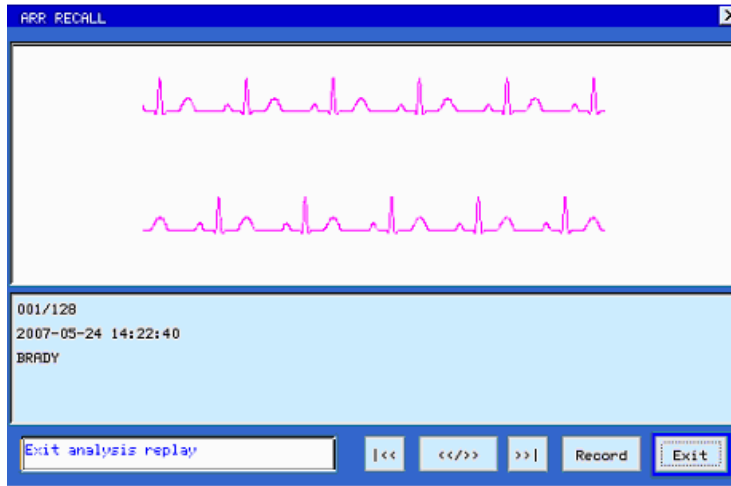 ARR RECALL
001/128
2007-05-24 14:22:40
BRADY
Exit analysis replay
|<<
<</>>
>>|
Record
Exit